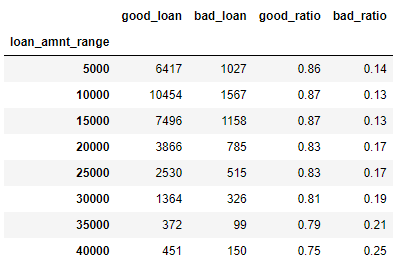 good_loan bad_loan good_ratio bad_ratio
loan_amnt_range
5000 6417 1027 0.86 0.14
10000 10454 1567 0.87 0.13
15000 7496 1158 0.87 0.13
20000 3866 785 0.83 0.17
25000 2530 515 0.83 0.17
30000 1364 326 0.81 0.19
35000 372 99 0.79 0.21
40000 451 150 0.75 0.25